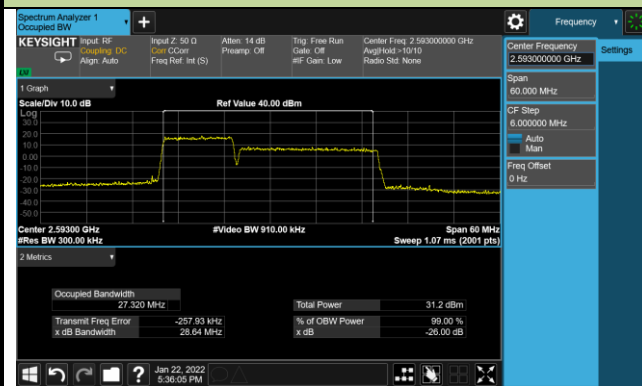 Spectrum Analyzer 1
Occupied BW
Frequency
KEYSIGHT
Input: RF
Coupling: DC
Align: Auto
Input Z: 50 Ω
Corr CCorr
Freq Ref: Int (S)
Atten: 14 dB
Preamp: Off
Trig: Free Run
Gate: Off
#IF Gain: Low
Center Freq: 2.593000000 GHz
Avg|Hold:>10/10
Radio Std: None
Center Frequency
2.593000000 GHz
Settings
Span
60.000 MHz
CF Step
6.000000 MHz
Auto
Man
Freq Offset
0 Hz
1 Graph
Scale/Div 10.0 dB
Ref Value 40.00 dBm
Log
30.0
20.0
10.0
0.00
-10.0
-20.0
-30.0
-40.0
-50.0
Center 2.59300 GHz
#Video BW 910.00 kHz
Span 60 MHz
#Res BW 300.00 kHz
Sweep 1.07 ms (2001 pts)
2 Metrics
Occupied Bandwidth
27.320 MHz
Total Power
31.2 dBm
Transmit Freq Error
-257.93 kHz
% of OBW Power
99.00 %
x dB Bandwidth
28.64 MHz
x dB
-26.00 dB
Jan 22, 2022
5:36:05 PM